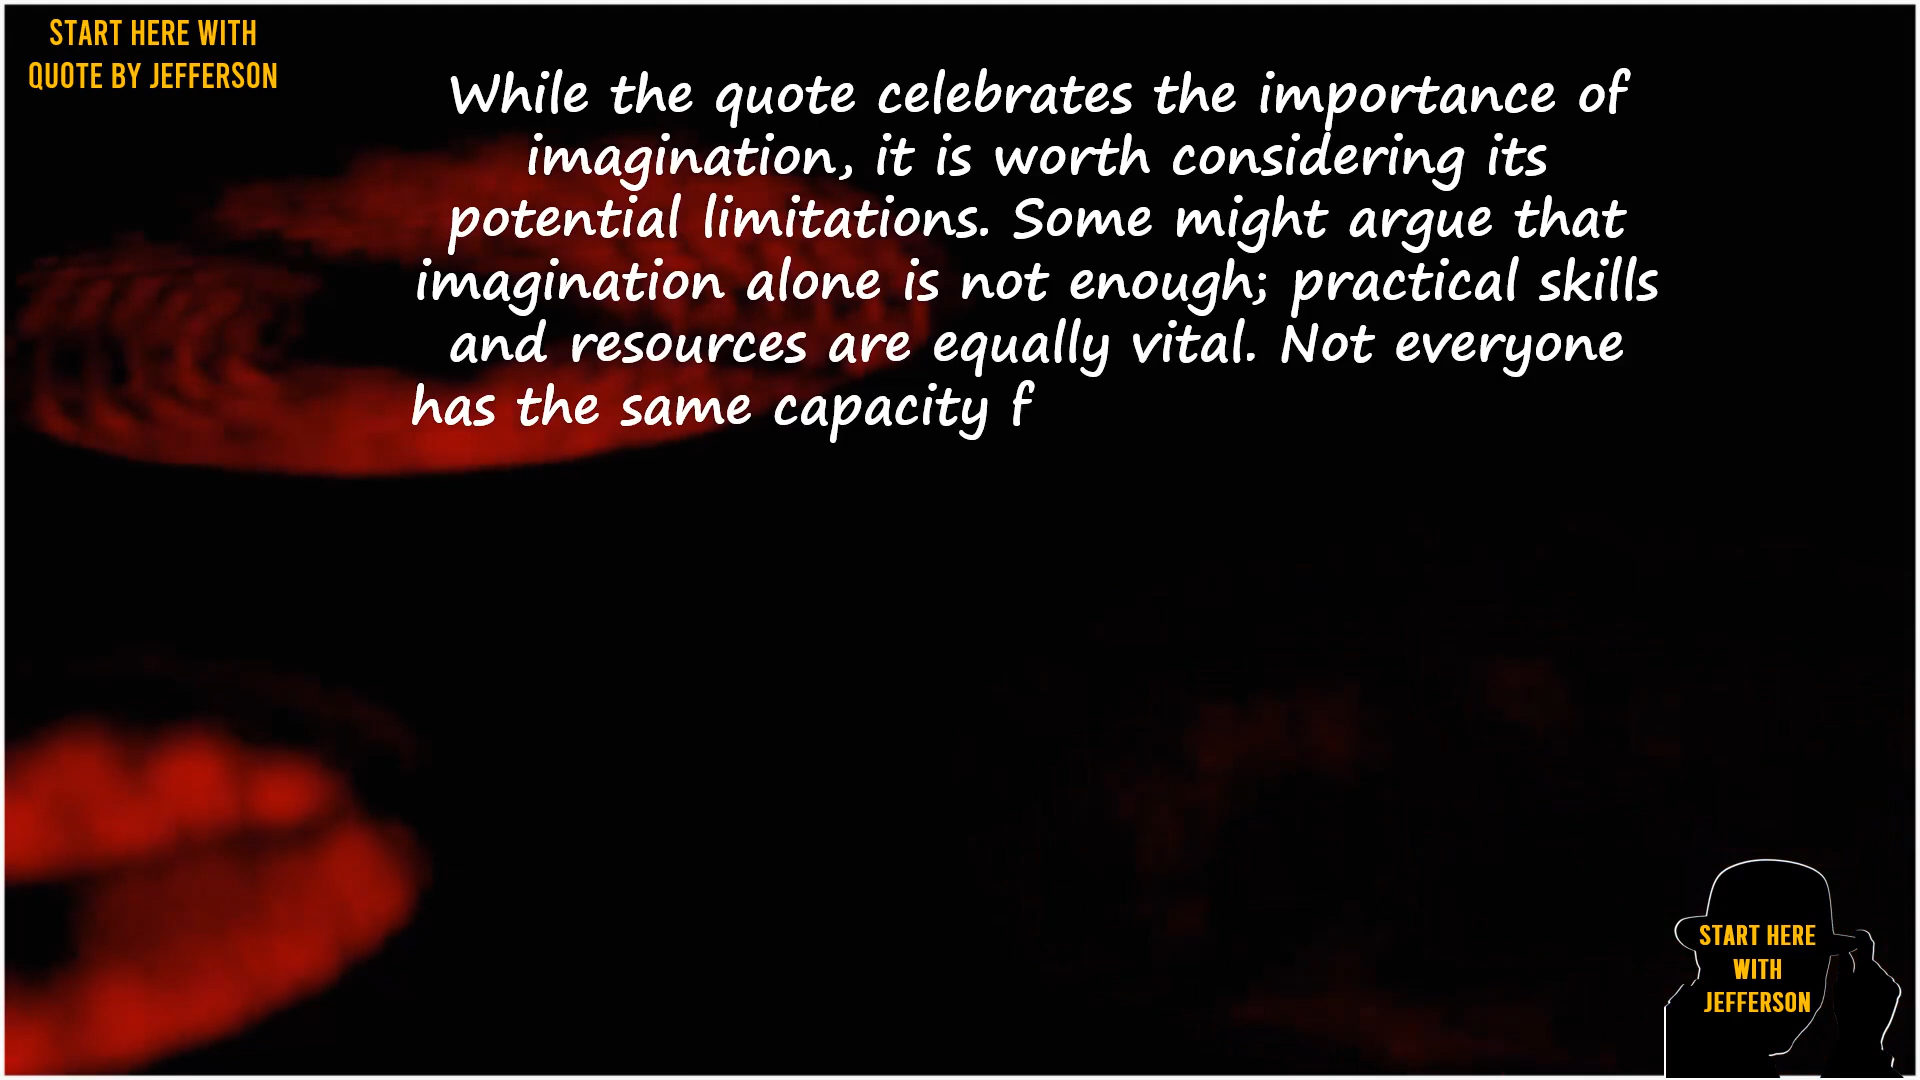 START HERE WITH
QUOTE BY JEFFERSON
While the quote celebrates the importance of
imagination, it is worth considering its
potential limitations. Some might argue that
imagination alone is not enough; practical skills
and resources are equally vital. Not everyone
has the same capacity f
START HERE
WITH
JEFFERSON